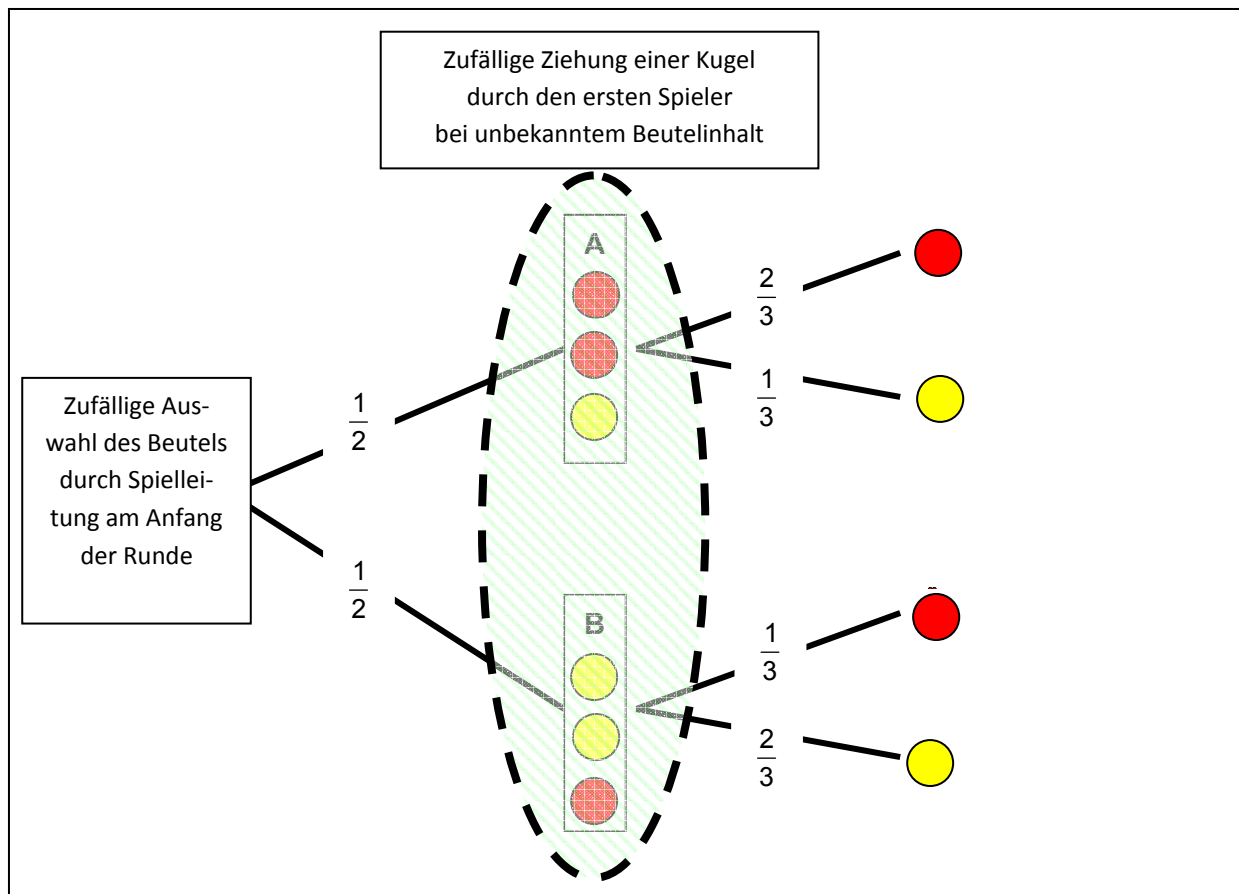 Zufällige Ziehung einer Kugel
durch den ersten Spieler
bei unbekanntem Beutelinhalt
A
2
3
1
3
Zufällige Aus-
wahl des Beutels
durch Spiellei-
tung am Anfang
der Runde
1
2
1
2
B
1
3
2
3